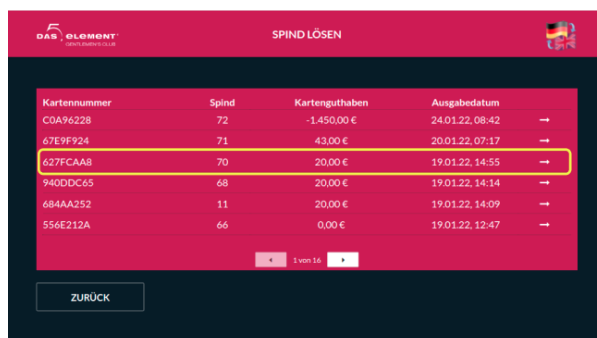 DAS 5 ELEMENT
GENTLEMEN'S CLUB
SPIND LÖSEN
Kartennummer Spind Kartenguthaben Ausgabedatum
C0A96228 72 -1.450,00 € 24.01.22, 08:42 →
67E9F924 71 43,00 € 20.01.22, 07:17 →
627FCAA8 70 20,00 € 19.01.22, 14:55 →
940DDC65 68 20,00 € 19.01.22, 14:14 →
684AA252 11 20,00 € 19.01.22, 14:09 →
556E212A 66 0,00 € 19.01.22, 12:47 →
1 von 16
ZURÜCK